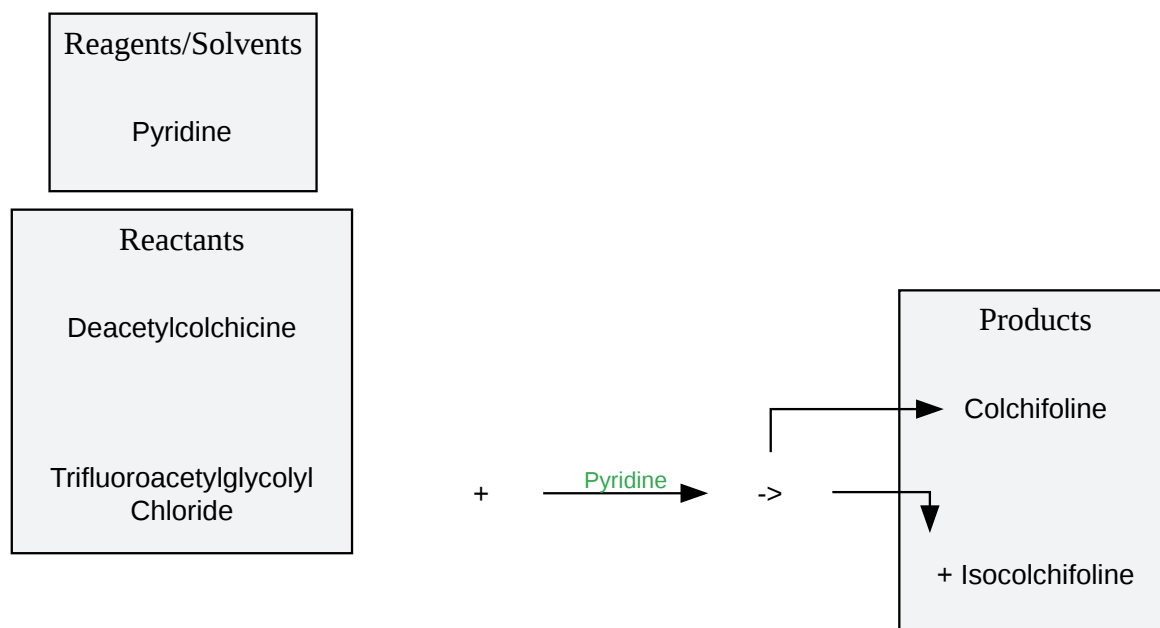 Reagents/Solvents
Pyridine
Reactants
Deacetylcolchicine
Trifluoroacetylglycolyl
Chloride
+
Pyridine
->
Products
Colchifoline
+ Isocolchifoline